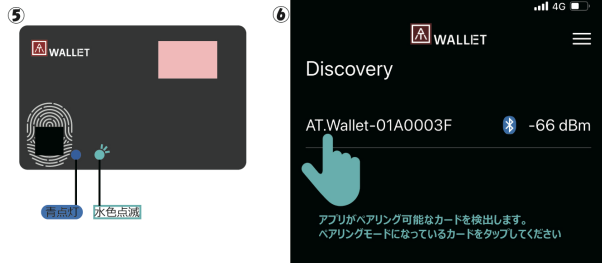 ⑤
WALLET
青点灯
水色点滅
⑥
4G
WALLET
Discovery
AT.Wallet-01A0003F
-66 dBm
アプリがペアリング可能なカードを検出します。
ペアリングモードになっているカードをタップしてください